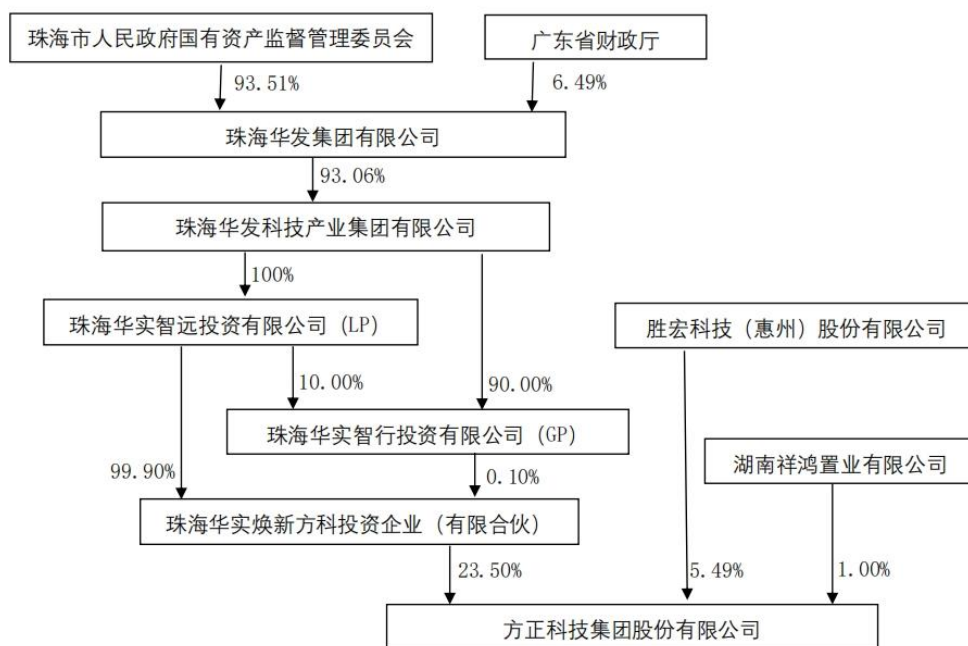 珠海市人民政府国有资产监督管理委员会
广东省财政厅
93.51%
6.49%
珠海华发集团有限公司
93.06%
珠海华发科技产业集团有限公司
100%
珠海华实智远投资有限公司（LP）
胜宏科技（惠州）股份有限公司
10.00%
90.00%
珠海华实智行投资有限公司（GP）
湖南祥鸿置业有限公司
99.90%
0.10%
珠海华实焕新方科投资企业（有限合伙）
23.50%
5.49%
1.00%
方正科技集团股份有限公司